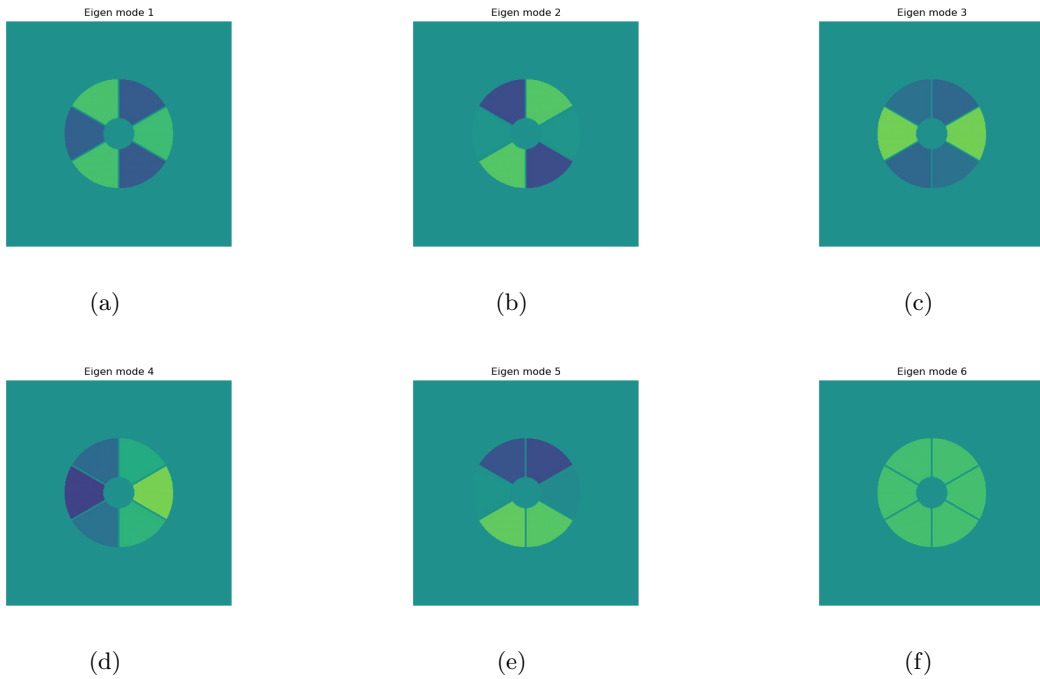 Eigen mode 1
Eigen mode 2
Eigen mode 3
(a)
(b)
(c)
Eigen mode 4
Eigen mode 5
Eigen mode 6
(d)
(e)
(f)